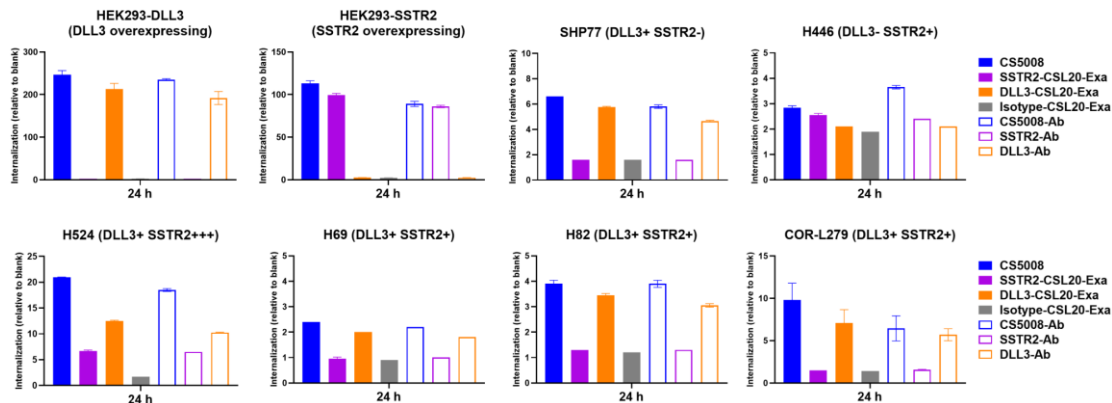 HEK293-DLL3
(DLL3 overexpressing)
Internalization (relative to blank)
300
200
100
0
24 h
HEK293-SSTR2
(SSTR2 overexpressing)
Internalization (relative to blank)
150
100
50
0
24 h
SHP77 (DLL3+ SSTR2-)
Internalization (relative to blank)
8
6
4
2
0
24 h
H446 (DLL3- SSTR2+)
Internalization (relative to blank)
5
4
3
2
1
0
24 h
CS5008
SSTR2-CSL20-Exa
DLL3-CSL20-Exa
Isotype-CSL20-Exa
CS5008-Ab
SSTR2-Ab
DLL3-Ab
H524 (DLL3+ SSTR2+++)
Internalization (relative to blank)
25
20
15
10
5
0
24 h
H69 (DLL3+ SSTR2+)
Internalization (relative to blank)
4
3
2
1
0
24 h
H82 (DLL3+ SSTR2+)
Internalization (relative to blank)
5
4
3
2
1
0
24 h
COR-L279 (DLL3+ SSTR2+)
Internalization (relative to blank)
15
10
5
0
24 h
CS5008
SSTR2-CSL20-Exa
DLL3-CSL20-Exa
Isotype-CSL20-Exa
CS5008-Ab
SSTR2-Ab
DLL3-Ab